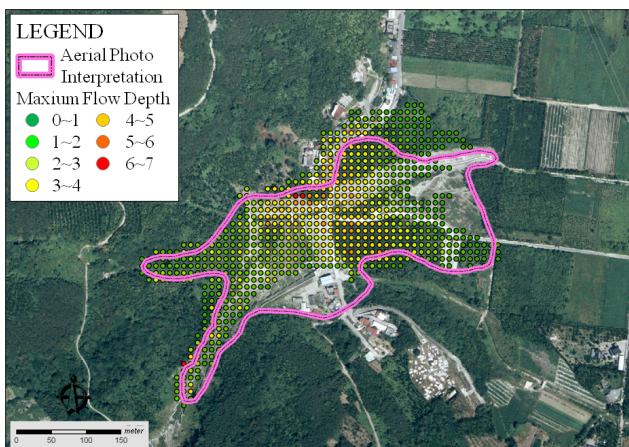 LEGEND
Aerial Photo
Interpretation
Maxium Flow Depth
0~1
4~5
1~2
5~6
2~3
6~7
3~4
0 50 100 150
meter